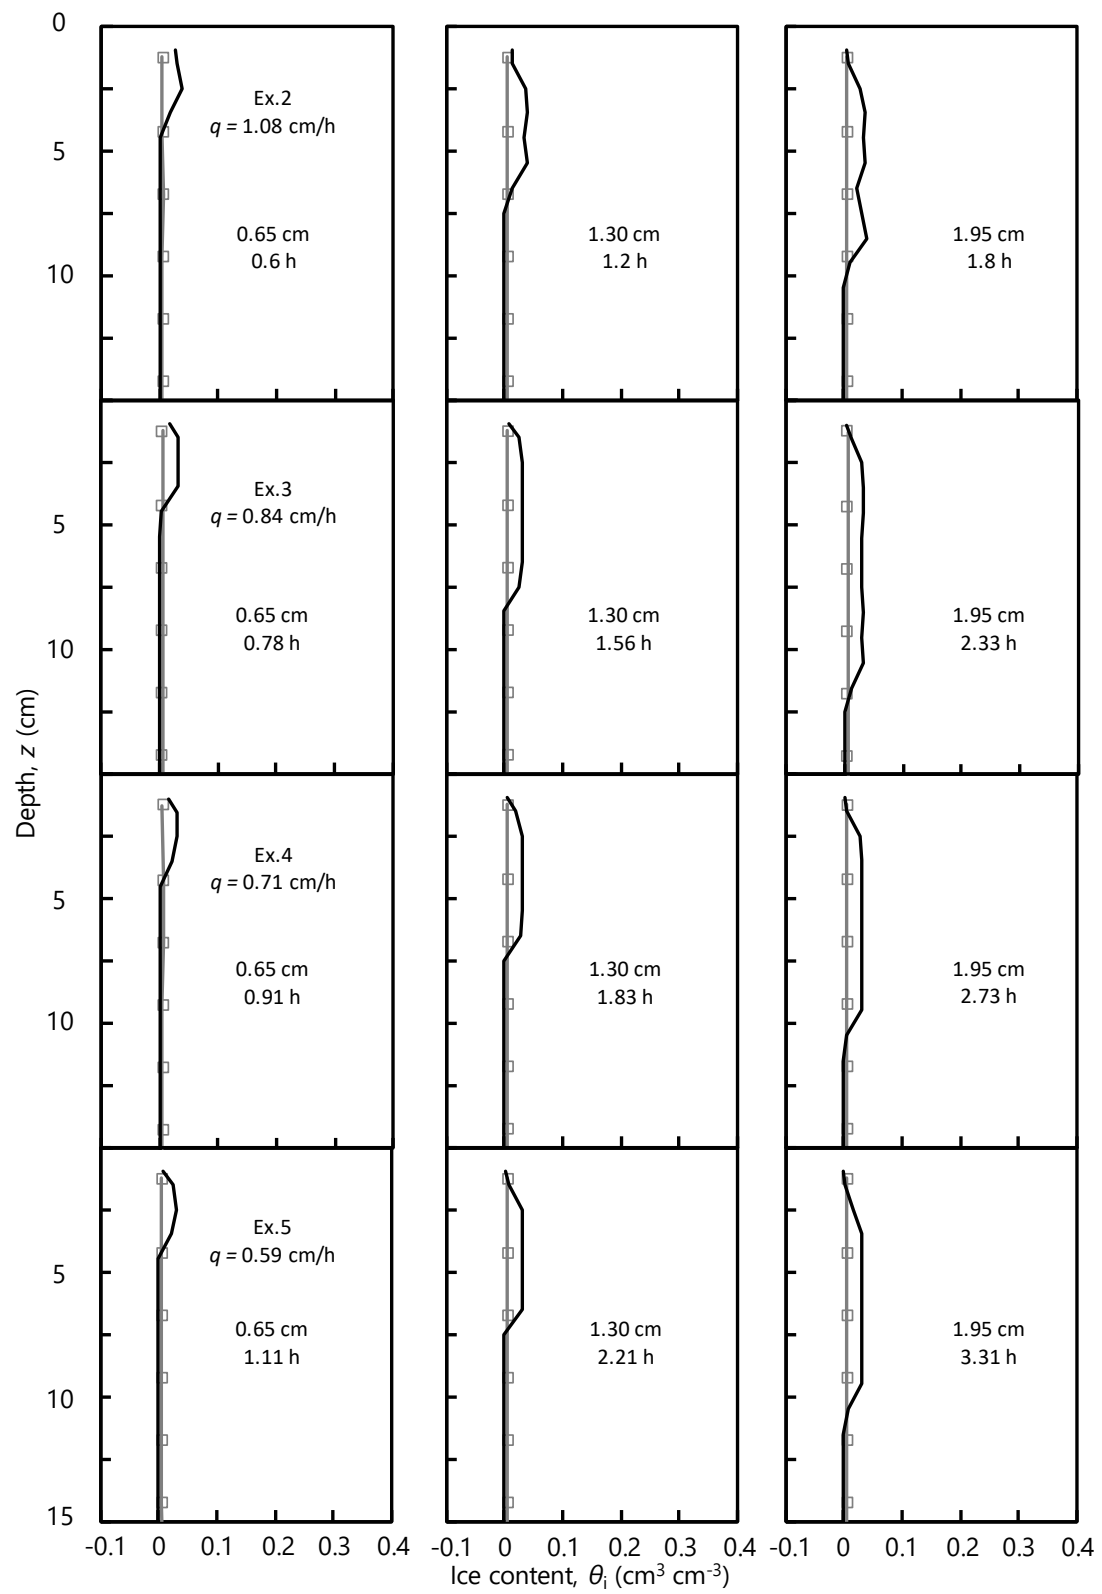 0
Ex.2
q = 1.08 cm/h
0.65 cm
0.6 h
1.30 cm
1.2 h
1.95 cm
1.8 h
5
10
Ex.3
q = 0.84 cm/h
0.65 cm
0.78 h
1.30 cm
1.56 h
1.95 cm
2.33 h
5
10
Depth, z (cm)
Ex.4
q = 0.71 cm/h
0.65 cm
0.91 h
1.30 cm
1.83 h
1.95 cm
2.73 h
5
10
Ex.5
q = 0.59 cm/h
0.65 cm
1.11 h
1.30 cm
2.21 h
1.95 cm
3.31 h
5
10
15
-0.1 0 0.1 0.2 0.3 0.4
-0.1 0 0.1 0.2 0.3 0.4
-0.1 0 0.1 0.2 0.3 0.4
Ice content, θi (cm³ cm⁻³)